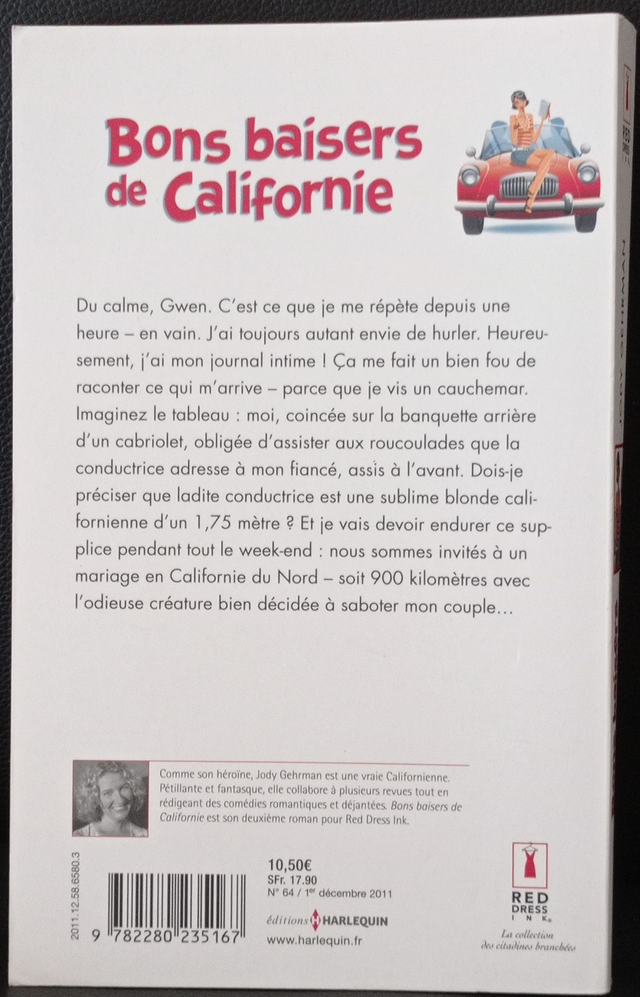 Bons baisers
de Californie
Du calme, Gwen. C'est ce que je me répète depuis une
heure – en vain. J'ai toujours autant envie de hurler. Heureu-
sement, j'ai mon journal intime ! Ça me fait un bien fou de
raconter ce qui m'arrive – parce que je vis un cauchemar.
Imaginez le tableau : moi, coincée sur la banquette arrière
d'un cabriolet, obligée d'assister aux roucoulades que la
conductrice adresse à mon fiancé, assis à l'avant. Dois-je
préciser que ladite conductrice est une sublime blonde cali-
fornienne d'un 1,75 mètre ? Et je vais devoir endurer ce sup-
plice pendant tout le week-end : nous sommes invités à un
mariage en Californie du Nord – soit 900 kilomètres avec
l'odieuse créature bien décidée à saboter mon couple...
Comme son héroïne, Jody Gehrman est une vraie Californienne.
Pétillante et fantasque, elle collabore à plusieurs revues tout en
rédigeant des comédies romantiques et déjantées. Bons baisers de
Californie est son deuxième roman pour Red Dress Ink.
2011.12.58.6580.3
9 782280 235167
10,50€
SFr. 17.90
N° 64 / 1er décembre 2011
éditions HARLEQUIN
www.harlequin.fr
RED
DRESS
INK®
La collection
des citadines branchées
JODY GEHRMAN